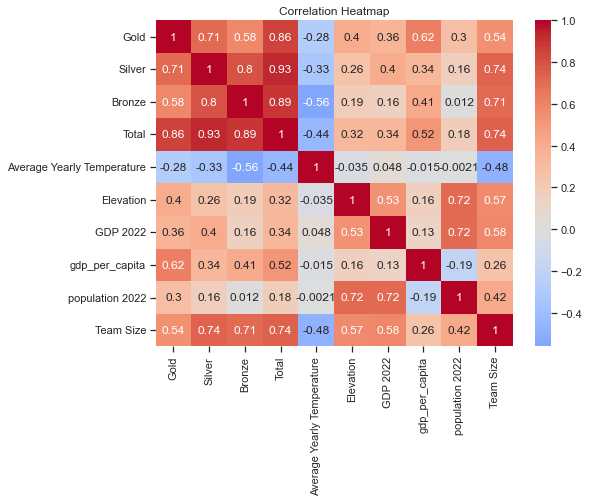 Correlation Heatmap
Gold 1 0.71 0.58 0.86 -0.28 0.4 0.36 0.62 0.3 0.54
Silver 0.71 1 0.8 0.93 -0.33 0.26 0.4 0.34 0.16 0.74
Bronze 0.58 0.8 1 0.89 -0.56 0.19 0.16 0.41 0.012 0.71
Total 0.86 0.93 0.89 1 -0.44 0.32 0.34 0.52 0.18 0.74
Average Yearly Temperature -0.28 -0.33 -0.56 -0.44 1 -0.035 0.048 -0.015 -0.0021 -0.48
Elevation 0.4 0.26 0.19 0.32 -0.035 1 0.53 0.16 0.72 0.57
GDP 2022 0.36 0.4 0.16 0.34 0.048 0.53 1 0.13 0.72 0.58
gdp_per_capita 0.62 0.34 0.41 0.52 -0.015 0.16 0.13 1 -0.19 0.26
population 2022 0.3 0.16 0.012 0.18 -0.0021 0.72 0.72 -0.19 1 0.42
Team Size 0.54 0.74 0.71 0.74 -0.48 0.57 0.58 0.26 0.42 1
Gold
Silver
Bronze
Total
Average Yearly Temperature
Elevation
GDP 2022
gdp_per_capita
population 2022
Team Size
1.0
0.8
0.6
0.4
0.2
0.0
−0.2
−0.4